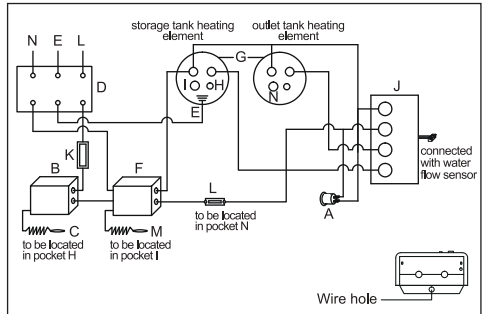 storage tank heating
element
outlet tank heating
element
N E L
G
J
D
I H
N
E
K
B
F
L
to be located
in pocket N
A
connected
with water
flow sensor
C
to be located
in pocket H
M
to be located
in pocket I
Wire hole